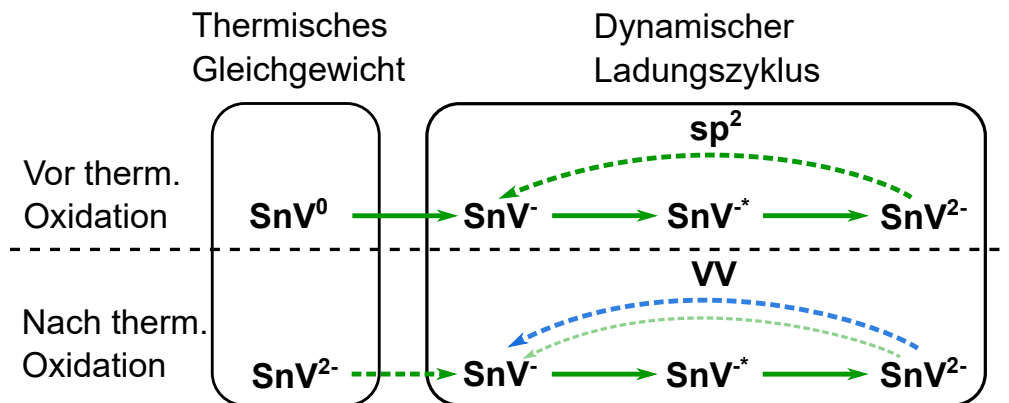 Thermisches
Gleichgewicht
Dynamischer
Ladungszyklus
sp²
Vor therm.
Oxidation
SnV⁰ SnV⁻ SnV⁻* SnV²⁻
VV
Nach therm.
Oxidation
SnV²⁻ SnV⁻ SnV⁻* SnV²⁻